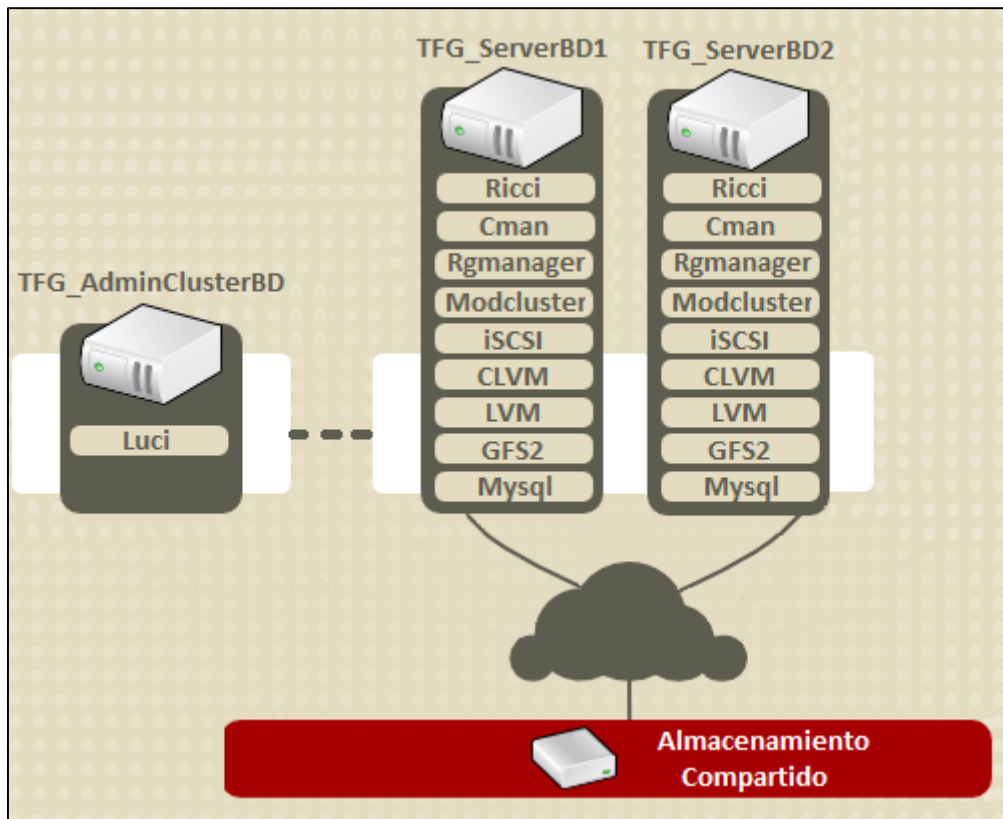 TFG_ServerBD1
TFG_ServerBD2
Ricci
Cman
Rgmanager
Modcluster
iSCSI
CLVM
LVM
GFS2
Mysql
Ricci
Cman
Rgmanager
Modcluster
iSCSI
CLVM
LVM
GFS2
Mysql
TFG_AdminClusterBD
Luci
Almacenamiento
Compartido